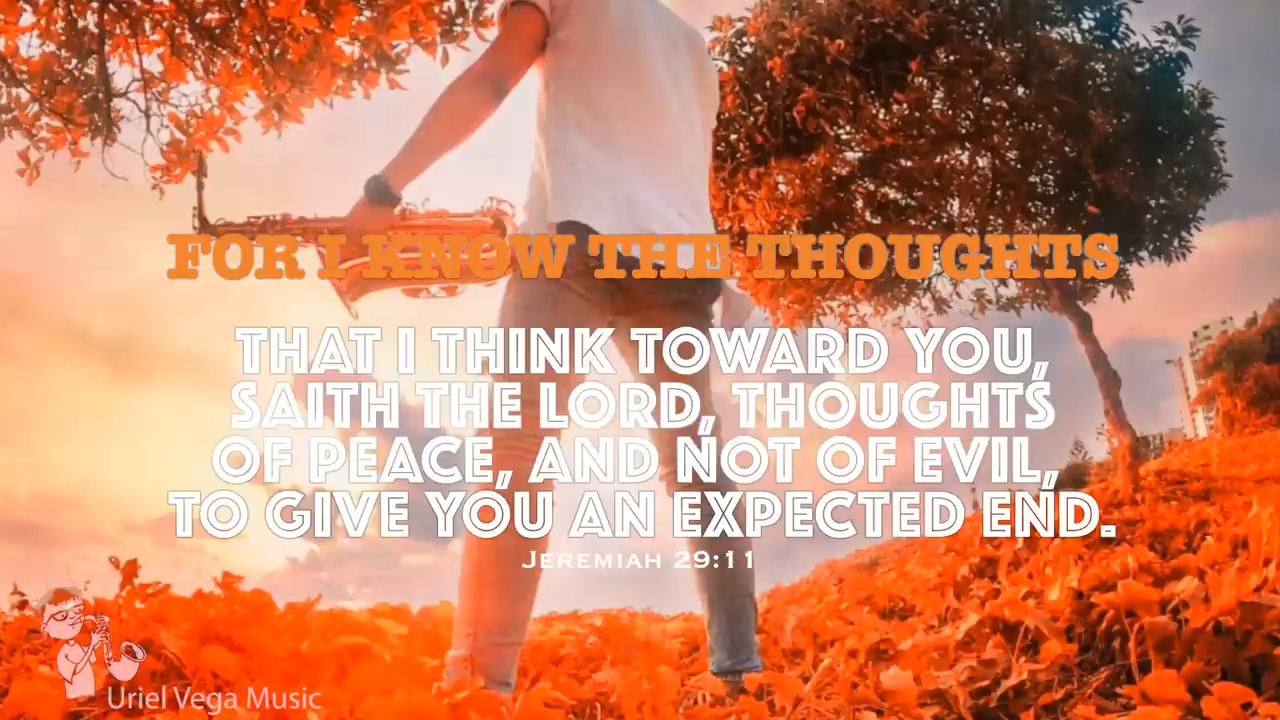 FOR I KNOW THE THOUGHTS
THAT I THINK TOWARD YOU,
SAITH THE LORD, THOUGHTS
OF PEACE, AND NOT OF EVIL,
TO GIVE YOU AN EXPECTED END.
JEREMIAH 29:11
Uriel Vega Music